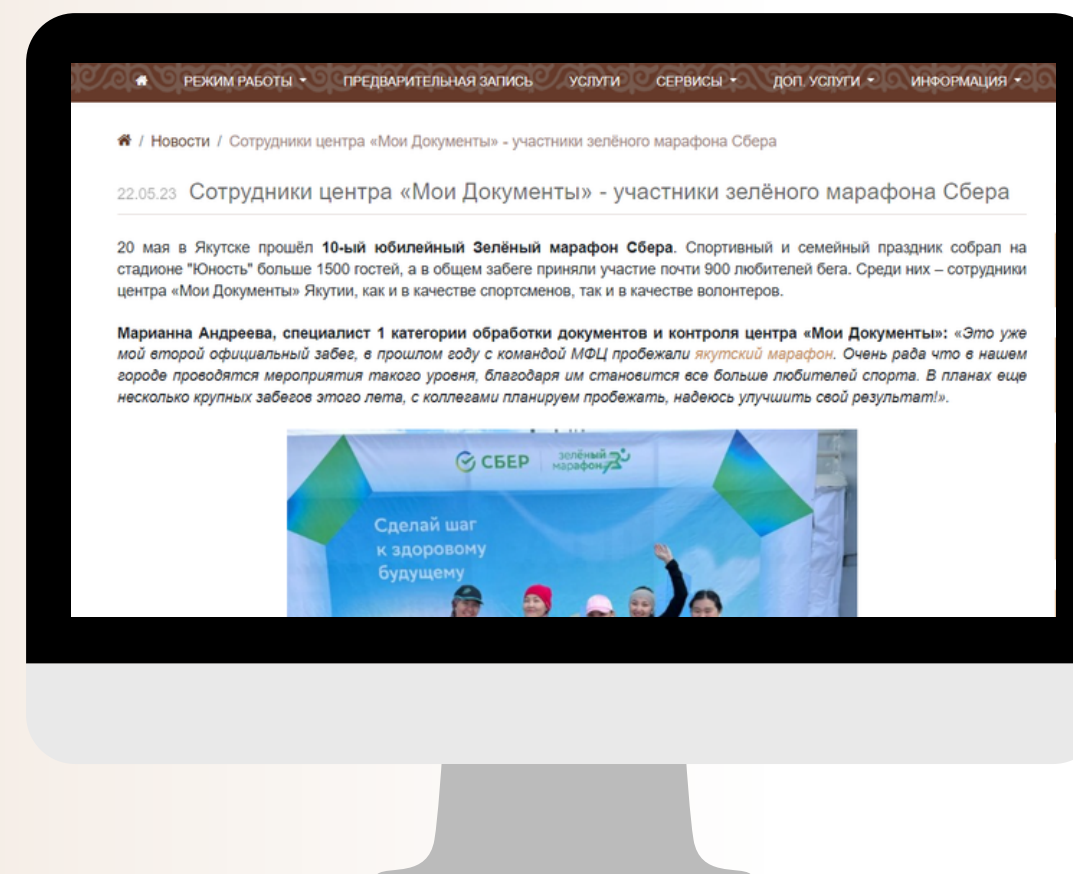 РЕЖИМ РАБОТЫ ПРЕДВАРИТЕЛЬНАЯ ЗАПИСЬ УСЛУГИ СЕРВИСЫ ДОП. УСЛУГИ ИНФОРМАЦИЯ
/ Новости / Сотрудники центра «Мои Документы» - участники зелёного марафона Сбера
22.05.23 Сотрудники центра «Мои Документы» - участники зелёного марафона Сбера
20 мая в Якутске прошёл 10-ый юбилейный Зелёный марафон Сбера. Спортивный и семейный праздник собрал на
стадионе "Юность" больше 1500 гостей, а в общем забеге приняли участие почти 900 любителей бега. Среди них – сотрудники
центра «Мои Документы» Якутии, как и в качестве спортсменов, так и в качестве волонтеров.
Марианна Андреева, специалист 1 категории обработки документов и контроля центра «Мои Документы»: «Это уже
мой второй официальный забег, в прошлом году с командой МФЦ пробежали якутский марафон. Очень рада что в нашем
городе проводятся мероприятия такого уровня, благодаря им становится все больше любителей спорта. В планах еще
несколько крупных забегов этого лета, с коллегами планируем пробежать, надеюсь улучшить свой результат!».
СБЕР зелёный
марафон
Сделай шаг
к здоровому
будущему